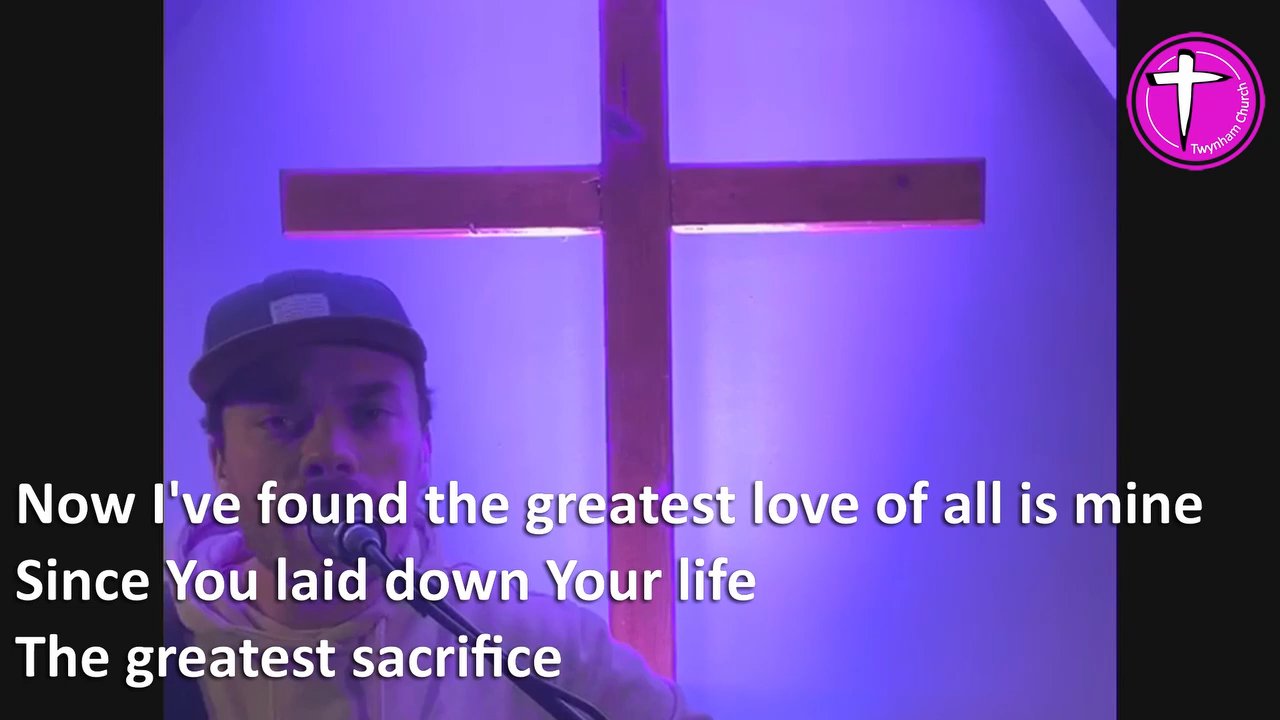 Twynham Church
Now I've found the greatest love of all is mine
Since You laid down Your life
The greatest sacrifice